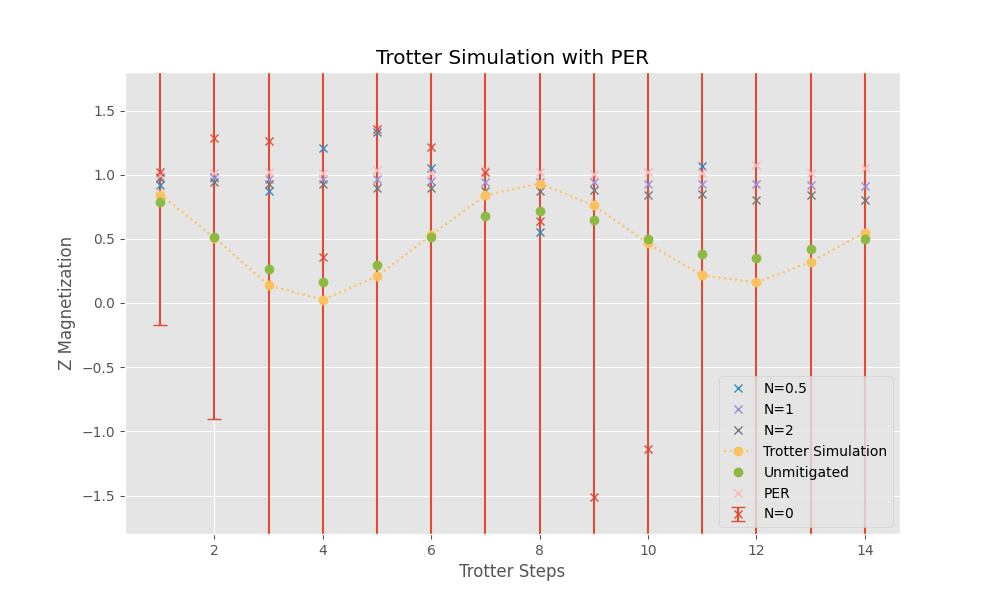 Trotter Simulation with PER
Z Magnetization
1.5
1.0
0.5
0.0
−0.5
−1.0
−1.5
N=0.5
N=1
N=2
Trotter Simulation
Unmitigated
PER
N=0
2 4 6 8 10 12 14
Trotter Steps